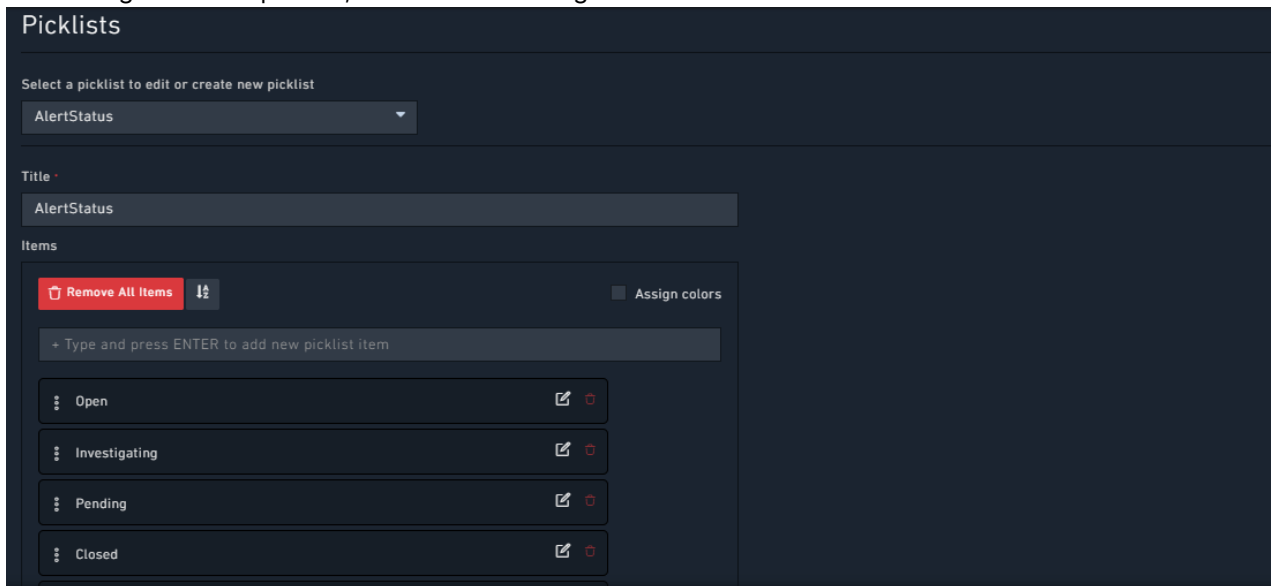 Picklists
Select a picklist to edit or create new picklist
AlertStatus
Title *
AlertStatus
Items
Remove All Items
Assign colors
+ Type and press ENTER to add new picklist item
Open
Investigating
Pending
Closed